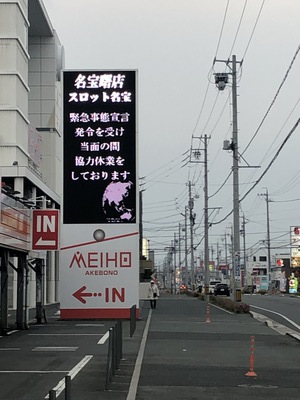 名宝曙店
スロット名宝
緊急事態宣言
発令を受け
当面の間
協力休業を
しております
IN
MEIHO
AKEBONO
IN